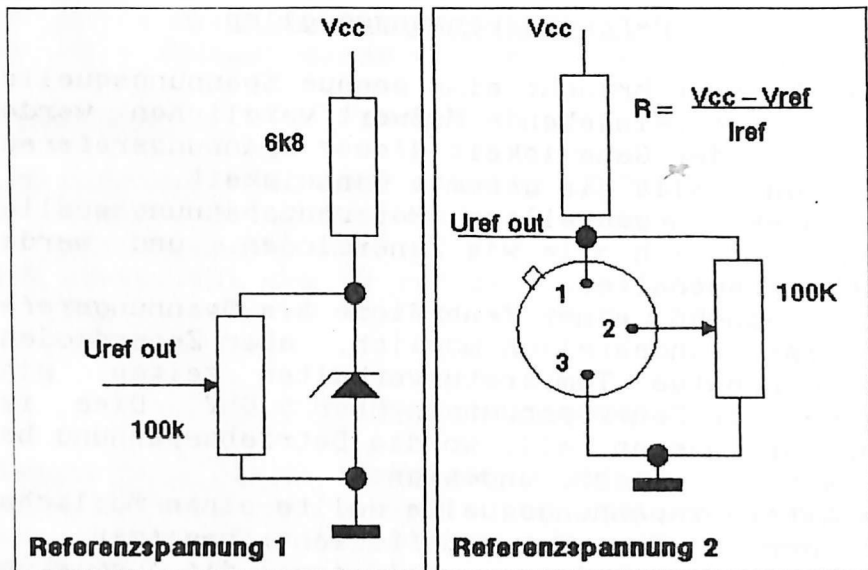 Vcc
6k8
Uref out
100k
Referenzspannung 1
Vcc
R = Vcc – Vref
Iref
Uref out
1
2
3
100K
Referenzspannung 2